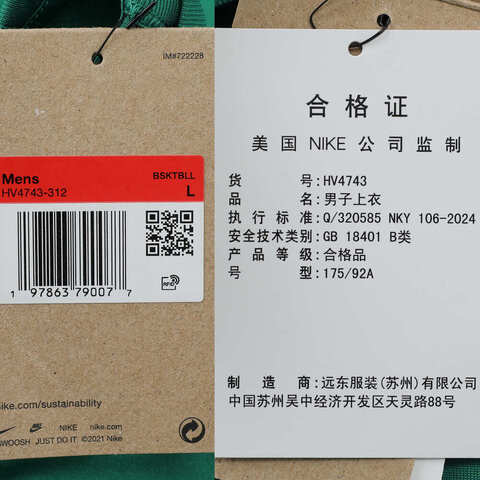 IM#722228
Mens
BSKTBLL
HV4743-312
L
RFID
1 97863 79007 7
nike.com/sustainability
NIKE nike.com
SWOOSH JUST DO IT ©2021 Nike
合格证
美国 NIKE 公司监制
货号:HV4743
品名:男子上衣
执行标准:Q/320585 NKY 106-2024
安全技术类别:GB 18401 B类
产品等级:合格品
号型:175/92A
制造商:远东服装(苏州)有限公司
中国苏州吴中经济开发区天灵路88号